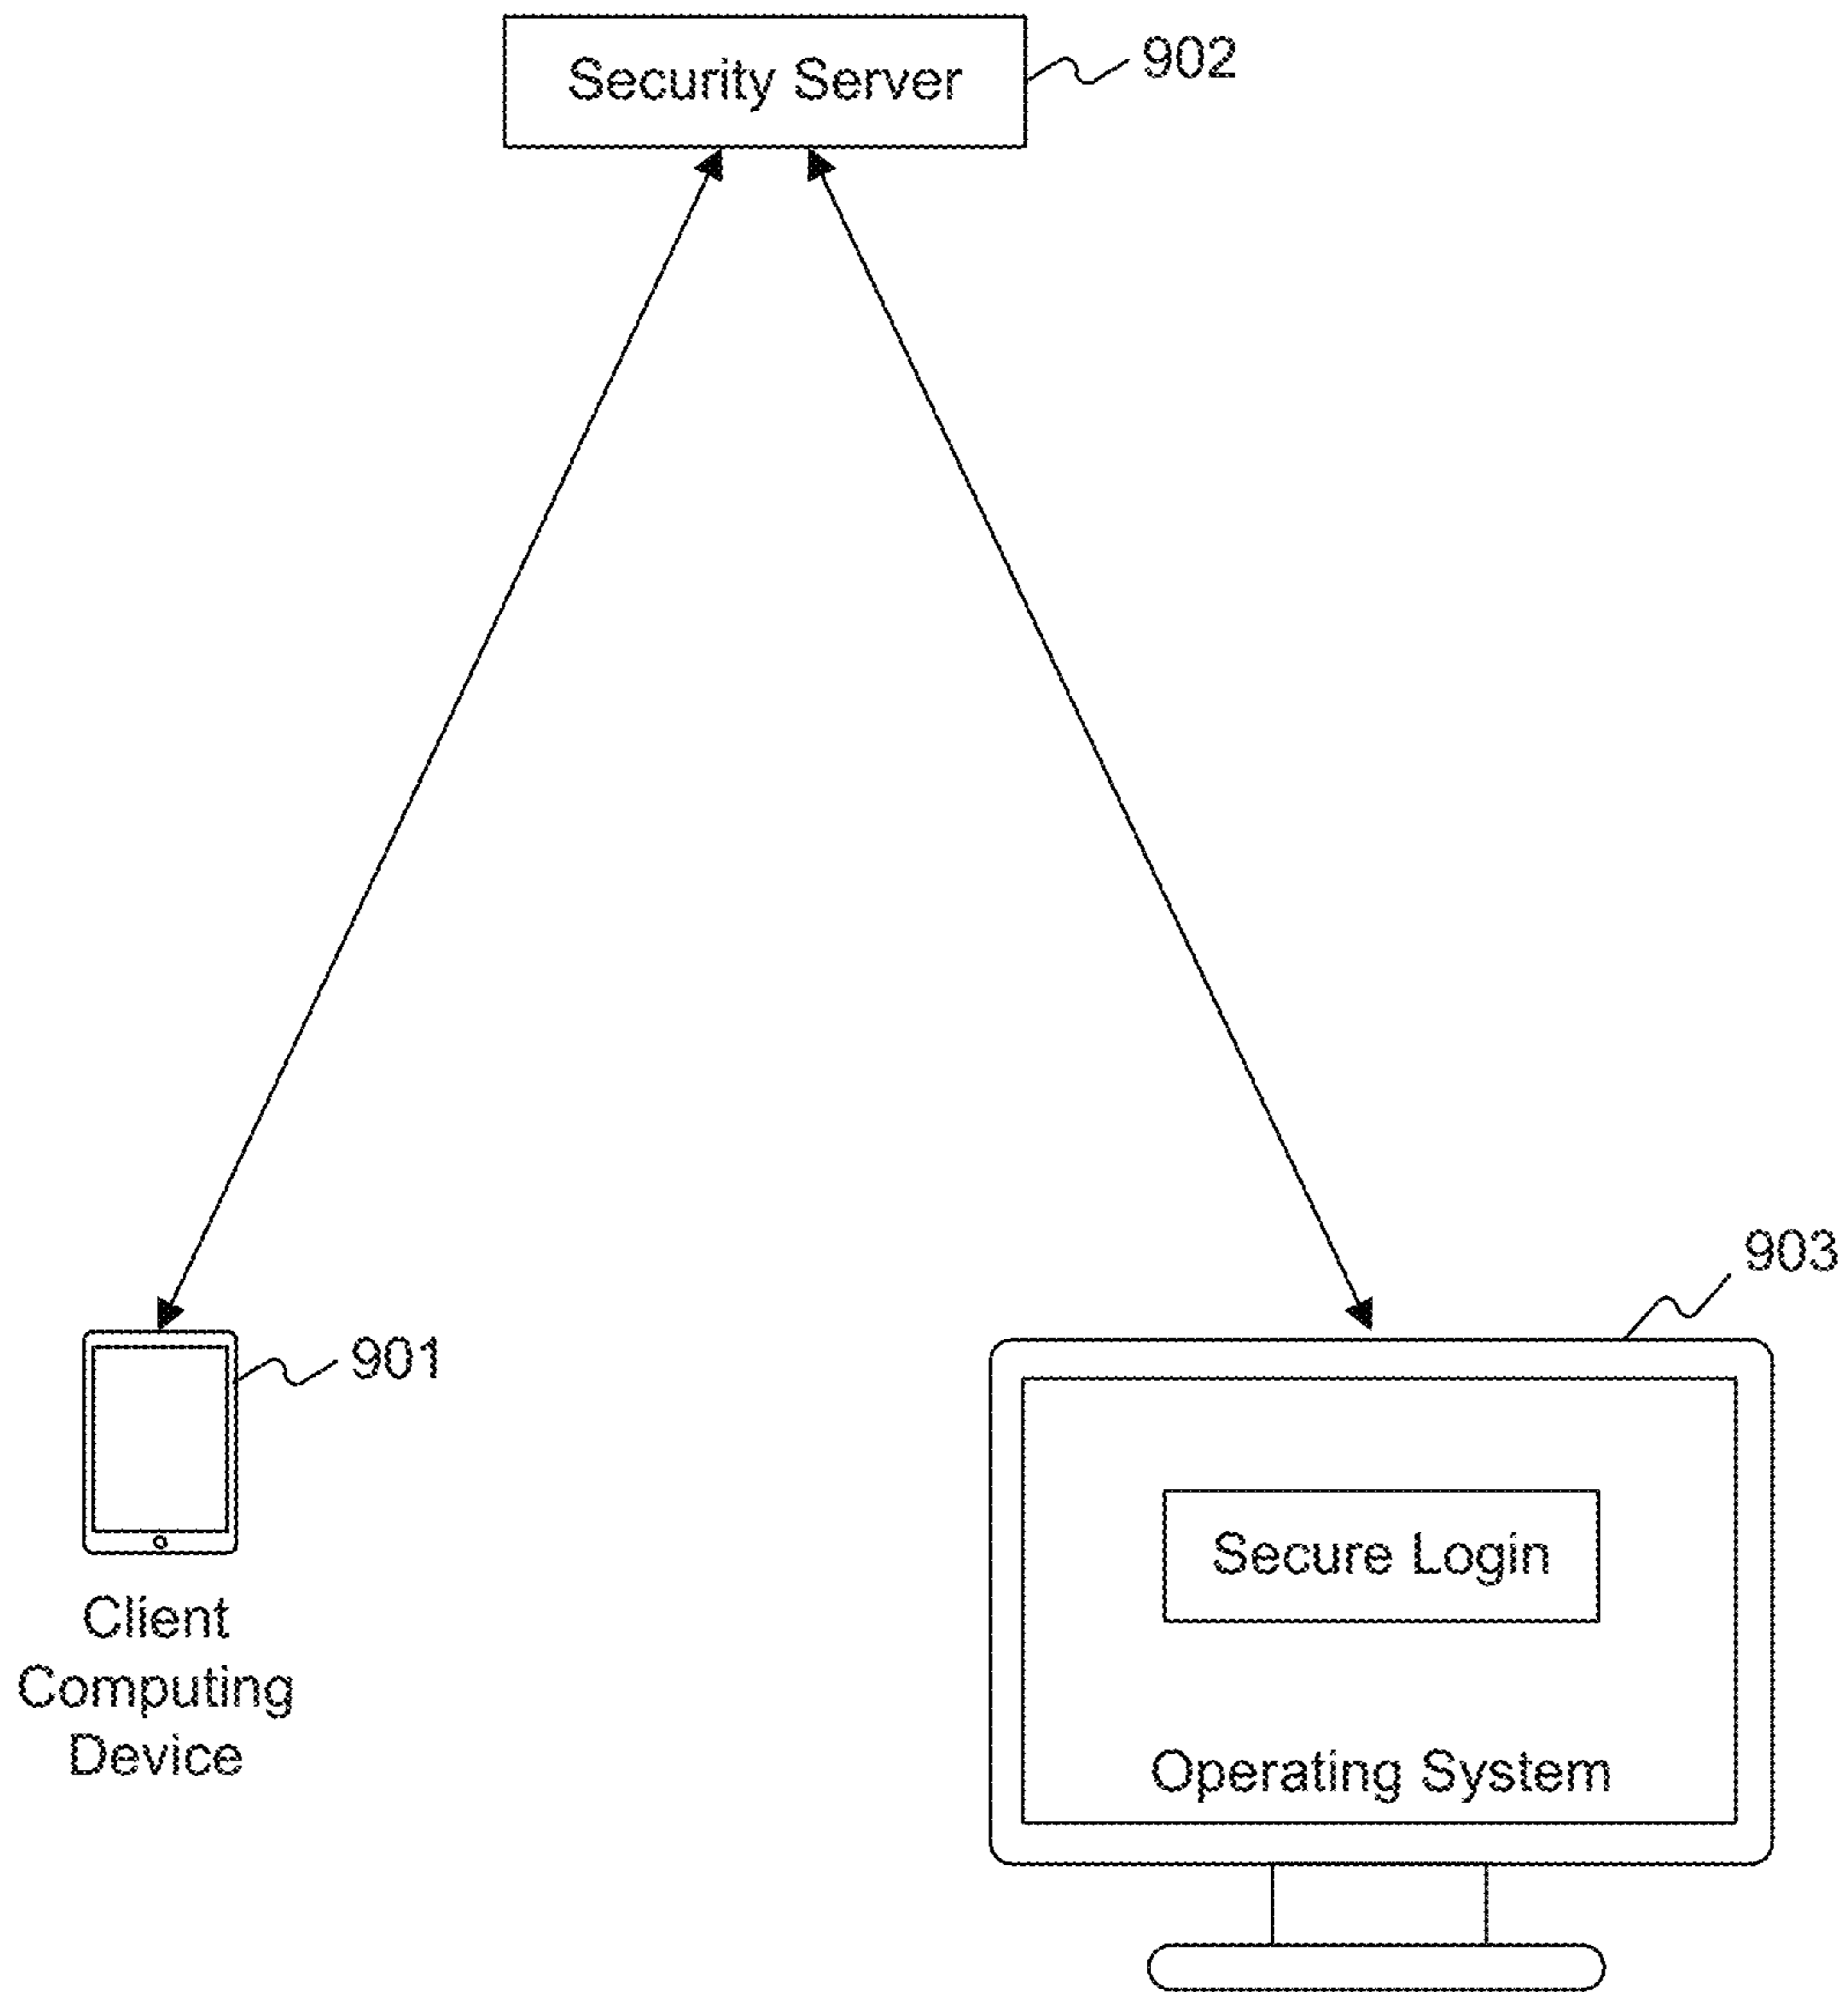 Security Server
902
903
901
Client
Computing
Device
Secure Login
Operating System